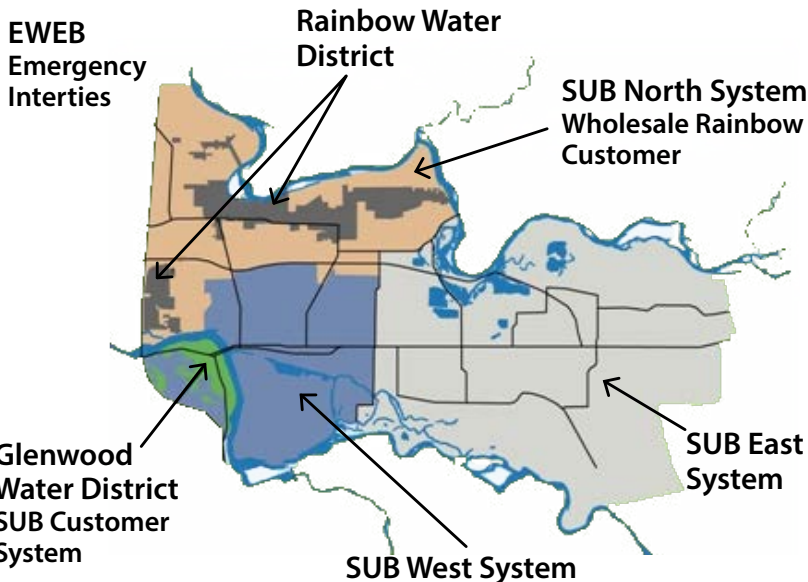 EWEB
Emergency
Interties
Rainbow Water
District
SUB North System
Wholesale Rainbow
Customer
Glenwood
Water District
SUB Customer
System
SUB West System
SUB East
System